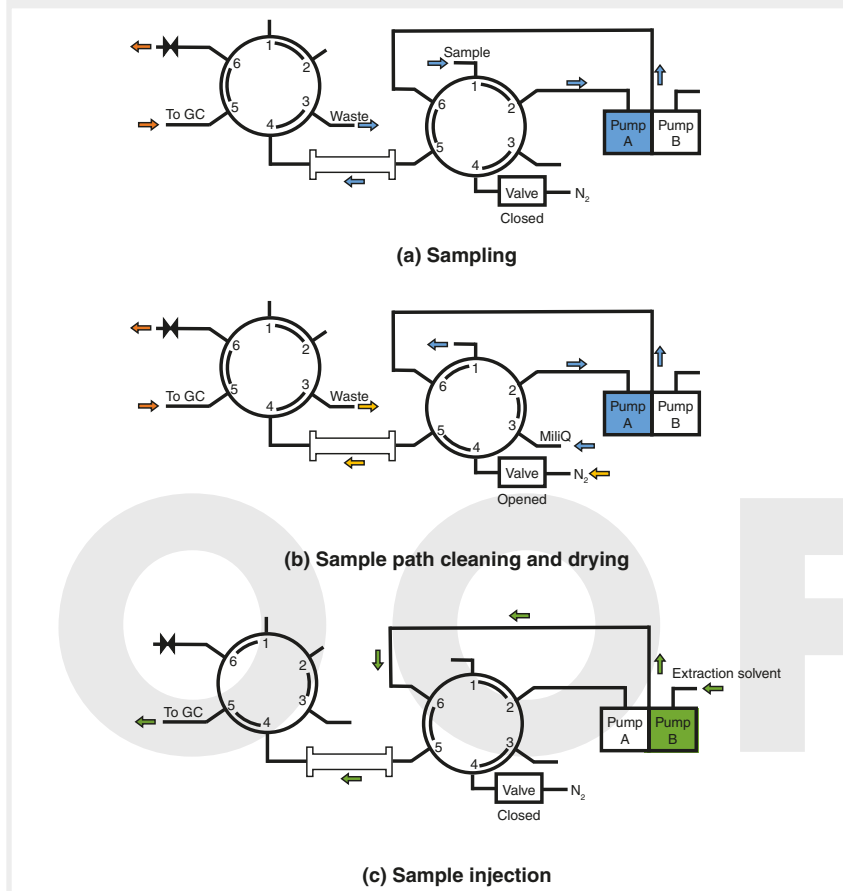 1
2
3
4
5
6
To GC
Waste
Sample
1
2
3
4
5
6
Valve
Closed
N2
Pump
A
Pump
B
(a) Sampling
1
2
3
4
5
6
To GC
Waste
1
2
3
4
5
6
MiliQ
Valve
Opened
N2
Pump
A
Pump
B
(b) Sample path cleaning and drying
1
2
3
4
5
6
To GC
1
2
3
4
5
6
Valve
Closed
N2
Extraction solvent
Pump
A
Pump
B
(c) Sample injection
OOF